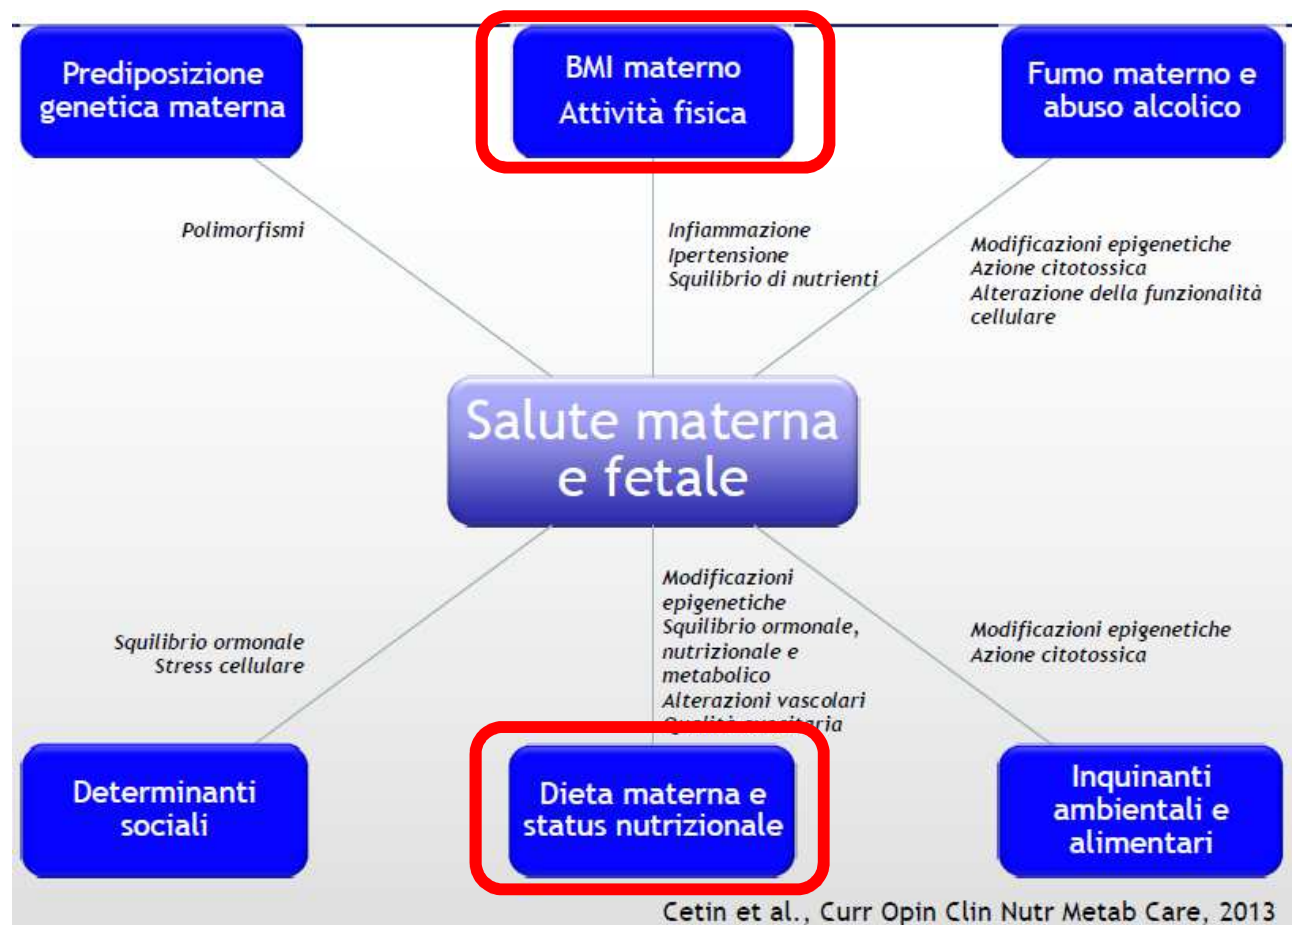 Prediposizione
genetica materna
BMI materno
Attività fisica
Fumo materno e
abuso alcolico
Polimorfismi
Infiammazione
Ipertensione
Squilibrio di nutrienti
Modificazioni epigenetiche
Azione citotossica
Alterazione della funzionalità
cellulare
Salute materna
e fetale
Squilibrio ormonale
Stress cellulare
Modificazioni
epigenetiche
Squilibrio ormonale,
nutrizionale e
metabolico
Alterazioni vascolari
Qualità ovocitaria
Modificazioni epigenetiche
Azione citotossica
Determinanti
sociali
Dieta materna e
status nutrizionale
Inquinanti
ambientali e
alimentari
Cetin et al., Curr Opin Clin Nutr Metab Care, 2013